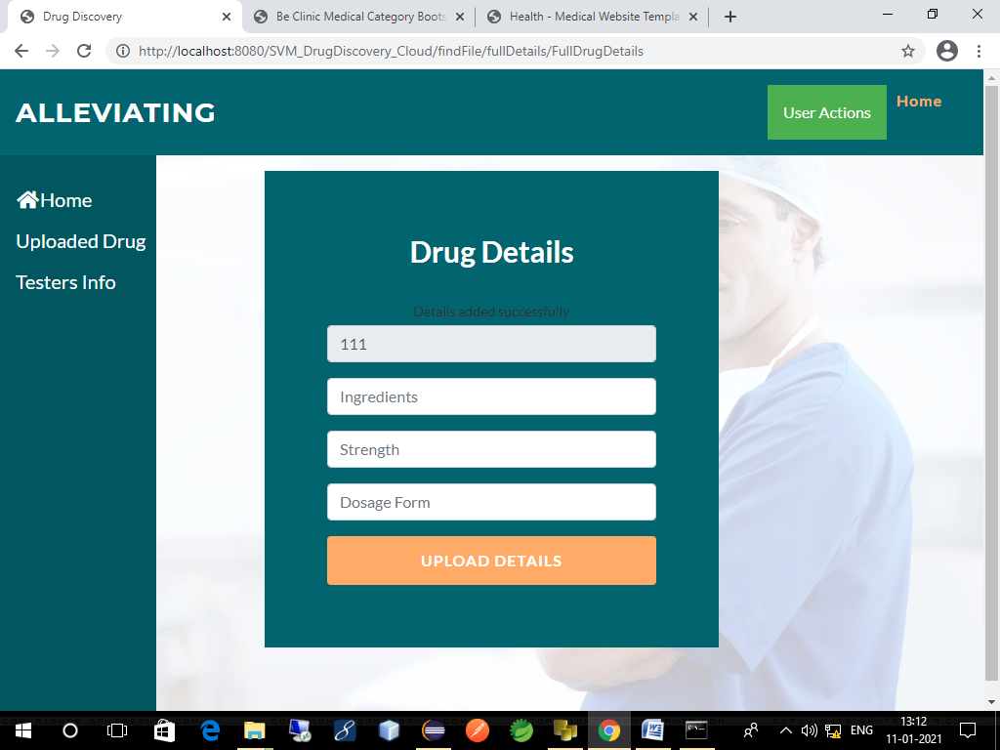 Drug Discovery
Be Clinic Medical Category Boots
Health - Medical Website Templa
http://localhost:8080/SVM_DrugDiscovery_Cloud/findFile/fullDetails/FullDrugDetails
ALLEVIATING
User Actions
Home
Home
Uploaded Drug
Testers Info
Drug Details
Details added successfully
111
Ingredients
Strength
Dosage Form
UPLOAD DETAILS
ENG
13:12
11-01-2021